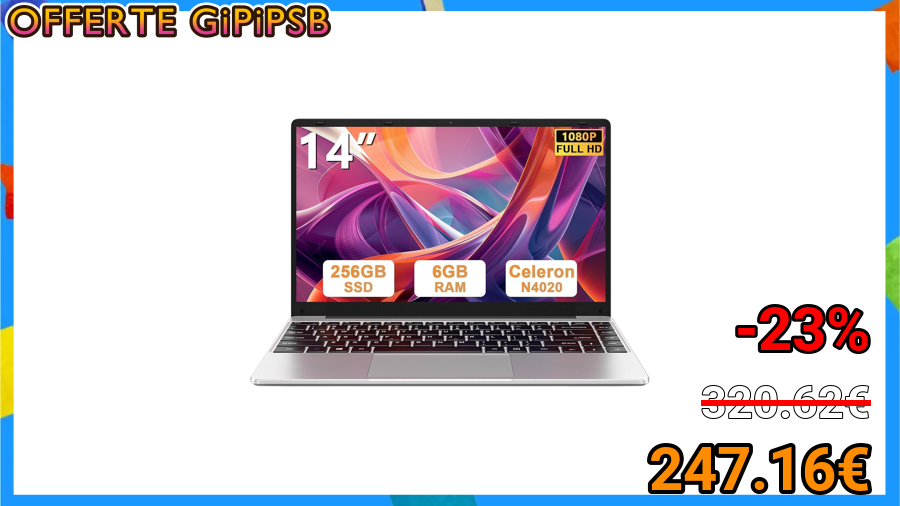 OFFERTE GiPiPSB
14”
1080P
FULL HD
256GB
SSD
6GB
RAM
Celeron
N4020
-23%
320.62€
247.16€